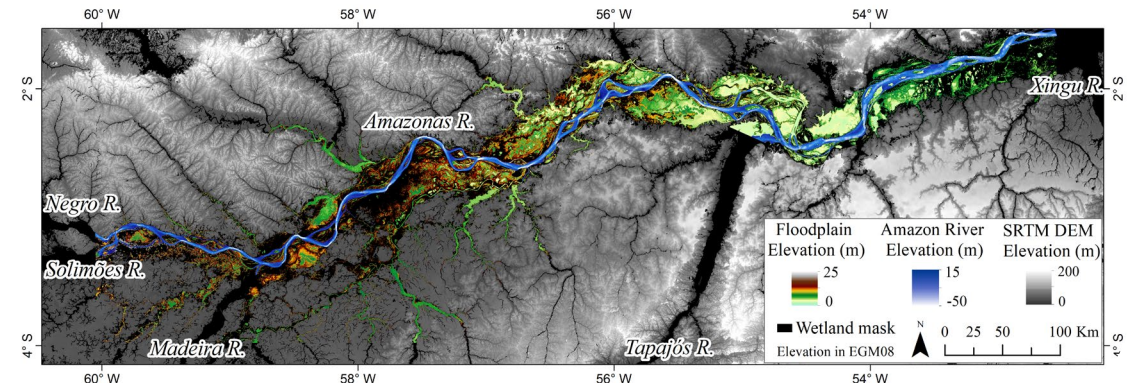 60° W 58° W 56° W 54° W
2° S
Xingu R. 2° S
Amazonas R.
Negro R.
Solimões R.
Madeira R.
Tapajós R.
4° S
4° S
Floodplain Elevation (m)
25
0
Amazon River Elevation (m)
15
-50
SRTM DEM Elevation (m)
200
0
Wetland mask
Elevation in EGM08
N
0 25 50 100 Km
60° W 58° W 56° W 54° W